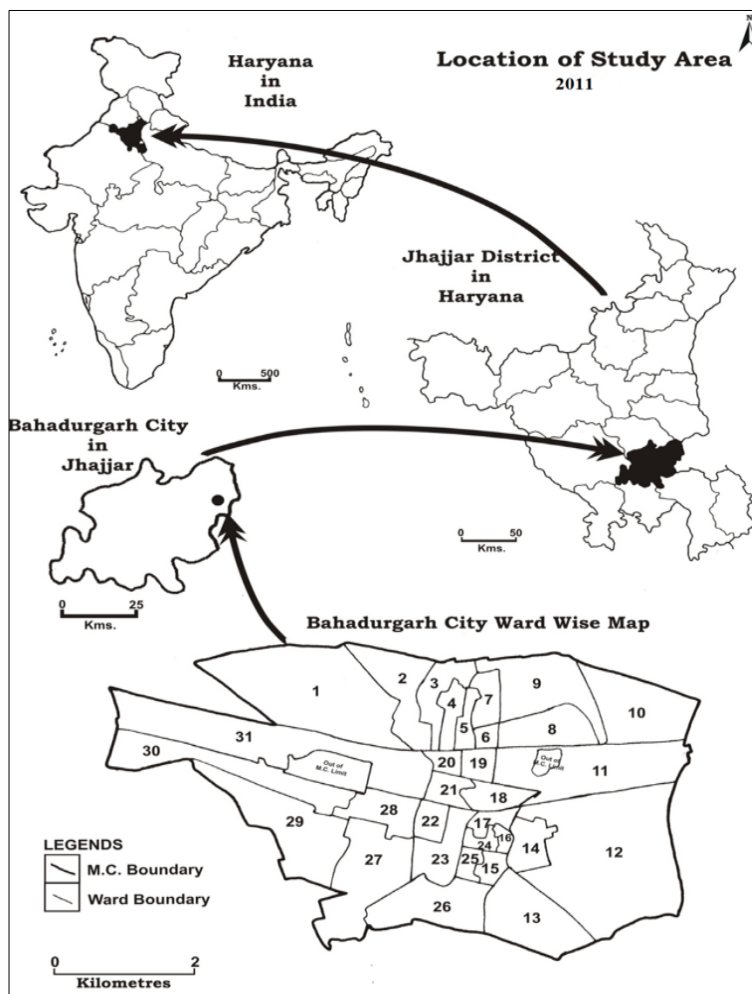 N
Location of Study Area
2011
Haryana
in
India
0 500
Kms.
Jhajjar District
in
Haryana
0 50
Kms.
Bahadurgarh City
in
Jhajjar
0 25
Kms.
Bahadurgarh City Ward Wise Map
1
2
3
4
5
6
7
8
9
10
31
30
Out of
M.C. Limit
20
19
Out of
M.C. Limit
11
21
18
29
28
22
17
16
24
14
12
27
23
25
15
26
13
LEGENDS
M.C. Boundary
Ward Boundary
0 2
Kilometres